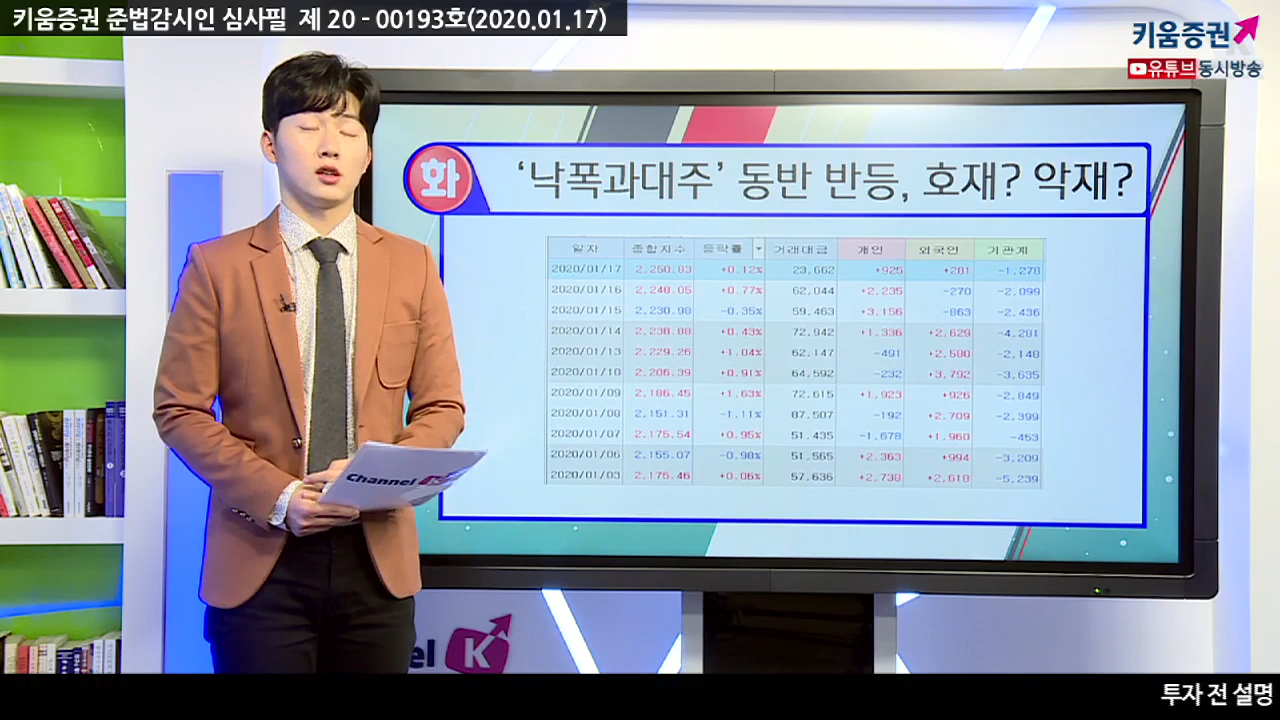 키움증권 준법감시인 심사필 제 20 - 00193호(2020.01.17)
키움증권
유튜브 동시방송
화 '낙폭과대주' 동반 반등, 호재? 악재?
일자 종합지수 등락률 거래대금 개인 외국인 기관계
2020/01/17 2,250.83 +0.12% 23,662 +925 +281 -1,278
2020/01/16 2,248.05 +0.77% 62,044 +2,235 -270 -2,099
2020/01/15 2,230.98 -0.35% 59,463 +3,156 -863 -2,436
2020/01/14 2,238.88 +0.43% 72,942 +1,336 +2,629 -4,281
2020/01/13 2,229.26 +1.04% 62,147 -491 +2,580 -2,148
2020/01/10 2,206.39 +0.91% 64,592 -232 +3,792 -3,635
2020/01/09 2,186.45 +1.63% 72,615 +1,923 +926 -2,849
2020/01/08 2,151.31 -1.11% -192 +2,709 -2,399
2020/01/07 2,175.54 +0.95% 51,435 -1,678 +1,960 -453
2020/01/06 2,155.07 -0.98% 51,565 +2,363 +994 -3,209
2020/01/03 2,176.46 +0.06% 57,636 +2,738 +2,618 -5,239
Channel K
el K
투자 전 설명